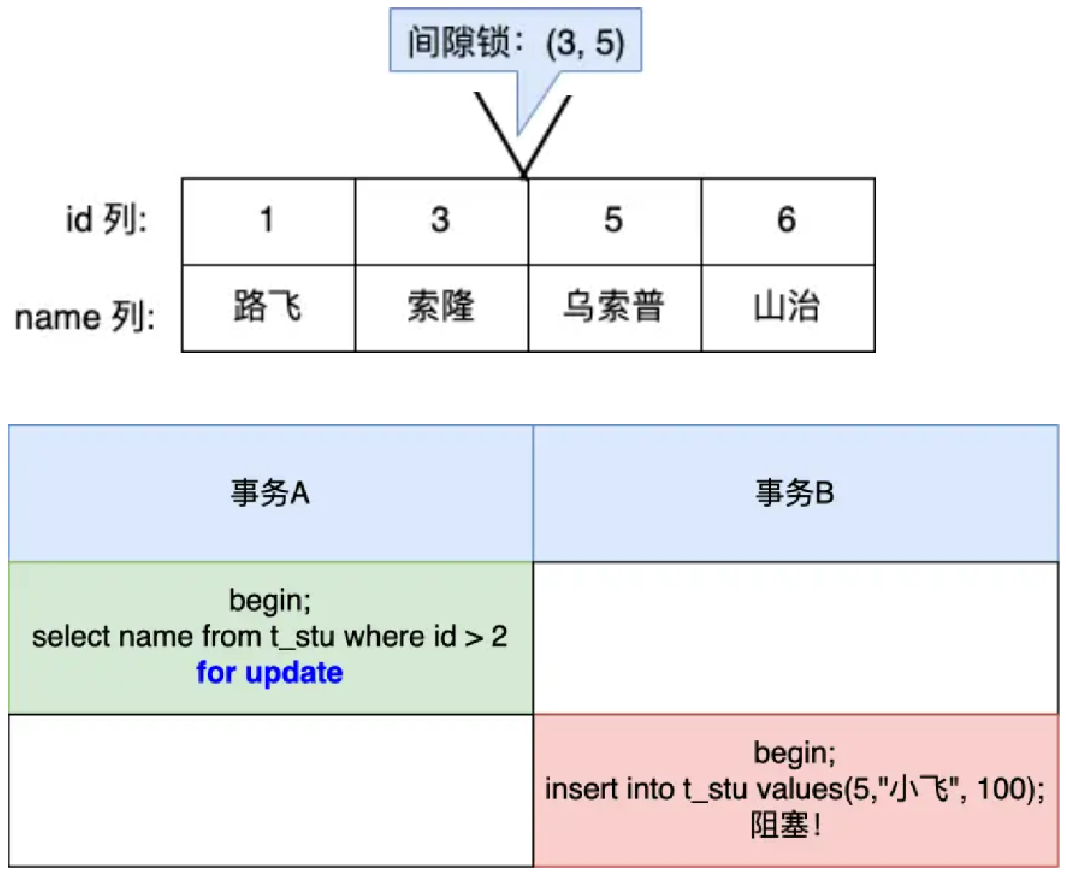 间隙锁：(3, 5)
id 列: 1 3 5 6
name 列: 路飞 索隆 乌索普 山治
事务A 事务B
begin;
select name from t_stu where id > 2
for update
begin;
insert into t_stu values(5,"小飞", 100);
阻塞！